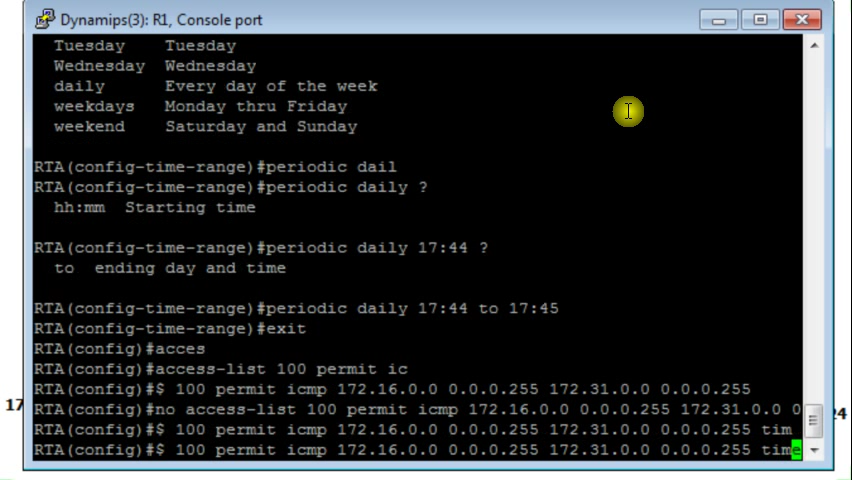 Dynamips(3): R1, Console port
Tuesday Tuesday
Wednesday Wednesday
daily Every day of the week
weekdays Monday thru Friday
weekend Saturday and Sunday
RTA(config-time-range)#periodic dail
RTA(config-time-range)#periodic daily ?
hh:mm Starting time
RTA(config-time-range)#periodic daily 17:44 ?
to ending day and time
RTA(config-time-range)#periodic daily 17:44 to 17:45
RTA(config-time-range)#exit
RTA(config)#acces
RTA(config)#access-list 100 permit ic
RTA(config)#$ 100 permit icmp 172.16.0.0 0.0.0.255 172.31.0.0 0.0.0.255
17
RTA(config)#no access-list 100 permit icmp 172.16.0.0 0.0.0.255 172.31.0.0 0
24
RTA(config)#$ 100 permit icmp 172.16.0.0 0.0.0.255 172.31.0.0 0.0.0.255 tim
RTA(config)#$ 100 permit icmp 172.16.0.0 0.0.0.255 172.31.0.0 0.0.0.255 time